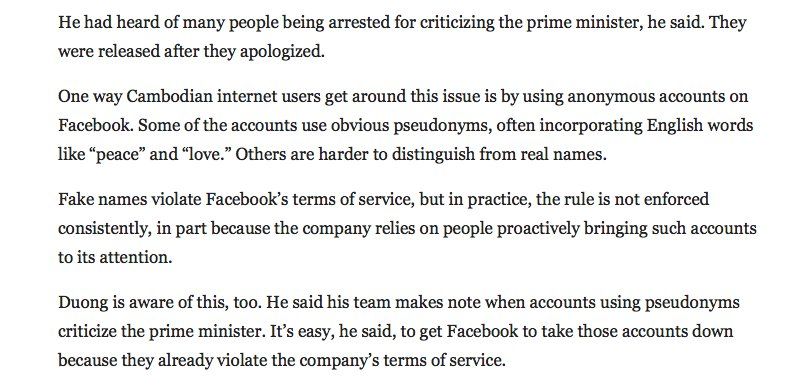 He had heard of many people being arrested for criticizing the prime minister, he said. They
were released after they apologized.
One way Cambodian internet users get around this issue is by using anonymous accounts on
Facebook. Some of the accounts use obvious pseudonyms, often incorporating English words
like “peace” and “love.” Others are harder to distinguish from real names.
Fake names violate Facebook’s terms of service, but in practice, the rule is not enforced
consistently, in part because the company relies on people proactively bringing such accounts
to its attention.
Duong is aware of this, too. He said his team makes note when accounts using pseudonyms
criticize the prime minister. It’s easy, he said, to get Facebook to take those accounts down
because they already violate the company’s terms of service.